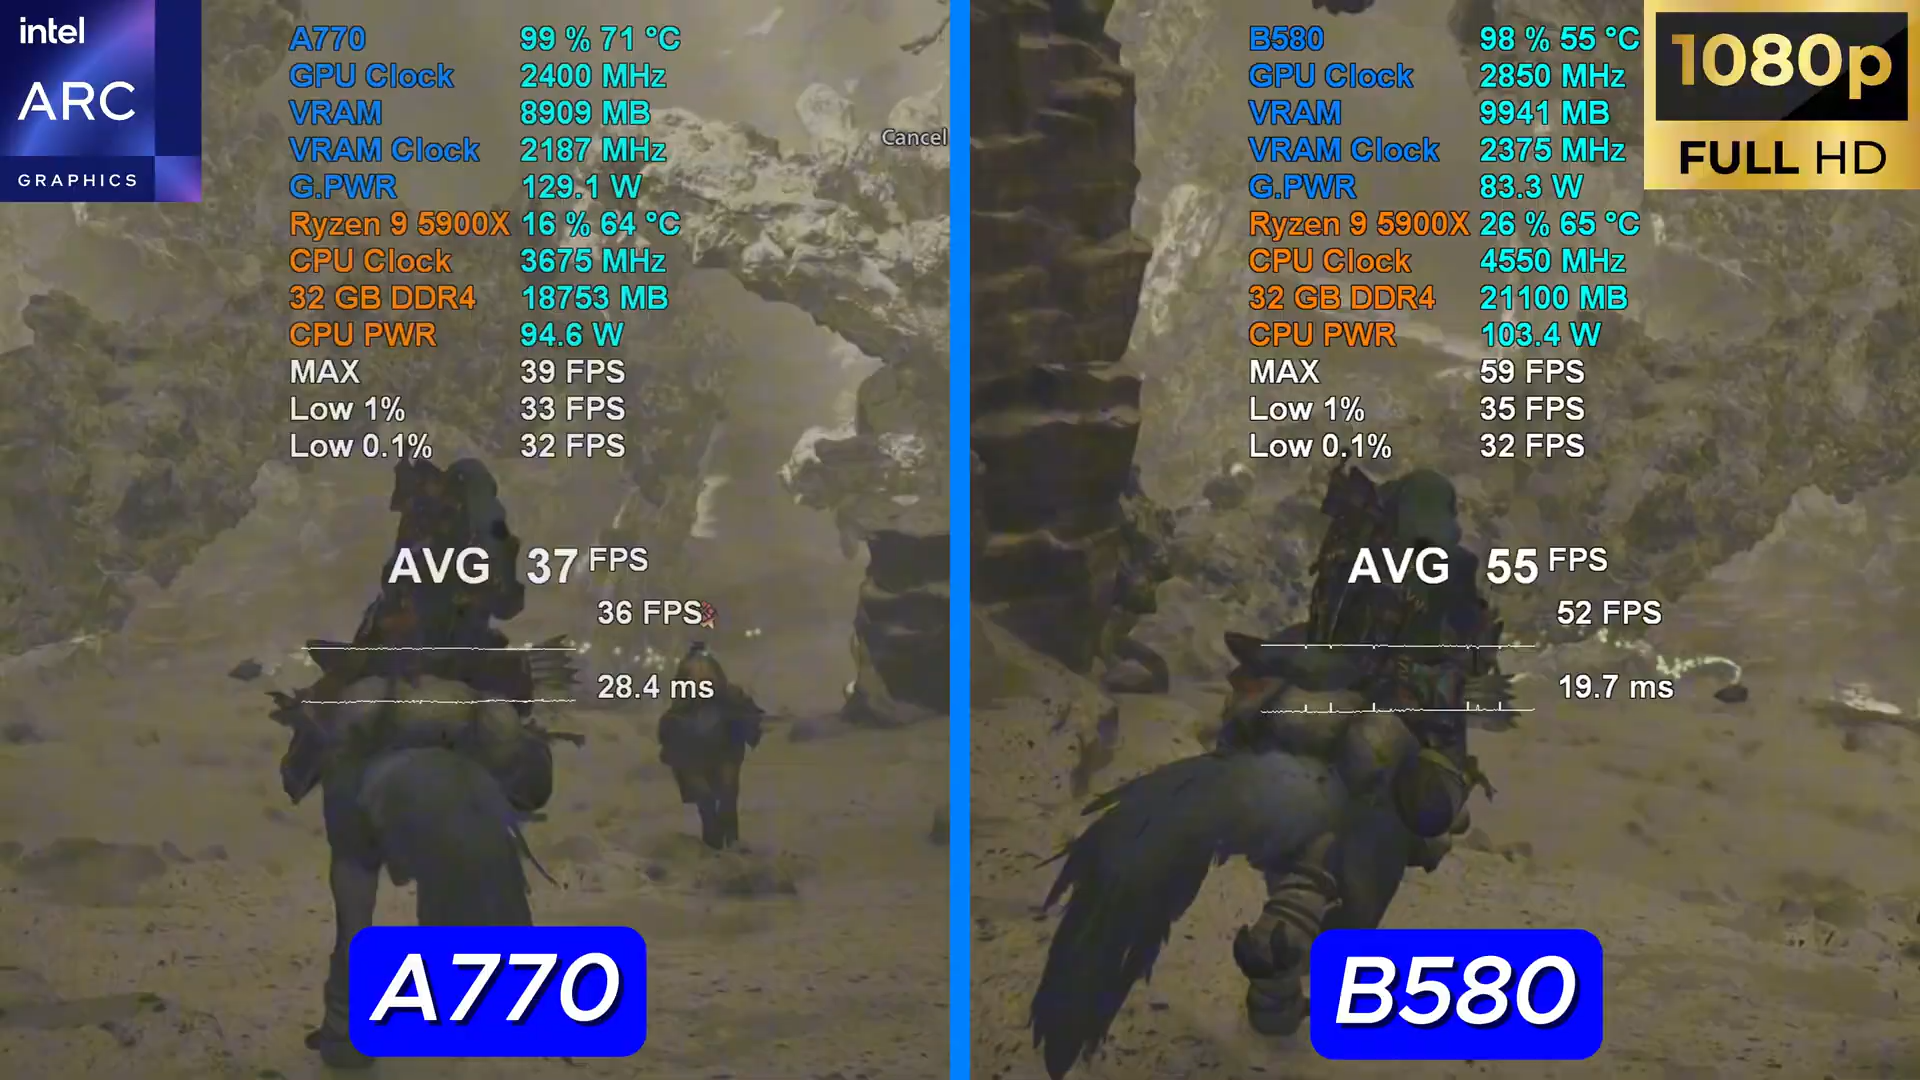 intel
ARC
GRAPHICS
A770 99 % 71 °C
GPU Clock 2400 MHz
VRAM 8909 MB
VRAM Clock 2187 MHz
G.PWR 129.1 W
Ryzen 9 5900X 16 % 64 °C
CPU Clock 3675 MHz
32 GB DDR4 18753 MB
CPU PWR 94.6 W
MAX 39 FPS
Low 1% 33 FPS
Low 0.1% 32 FPS
Cancel
AVG 37 FPS
36 FPS
28.4 ms
A770
B580 98 % 55 °C
GPU Clock 2850 MHz
VRAM 9941 MB
VRAM Clock 2375 MHz
G.PWR 83.3 W
Ryzen 9 5900X 26 % 65 °C
CPU Clock 4550 MHz
32 GB DDR4 21100 MB
CPU PWR 103.4 W
MAX 59 FPS
Low 1% 35 FPS
Low 0.1% 32 FPS
1080p
FULL HD
AVG 55 FPS
52 FPS
19.7 ms
B580